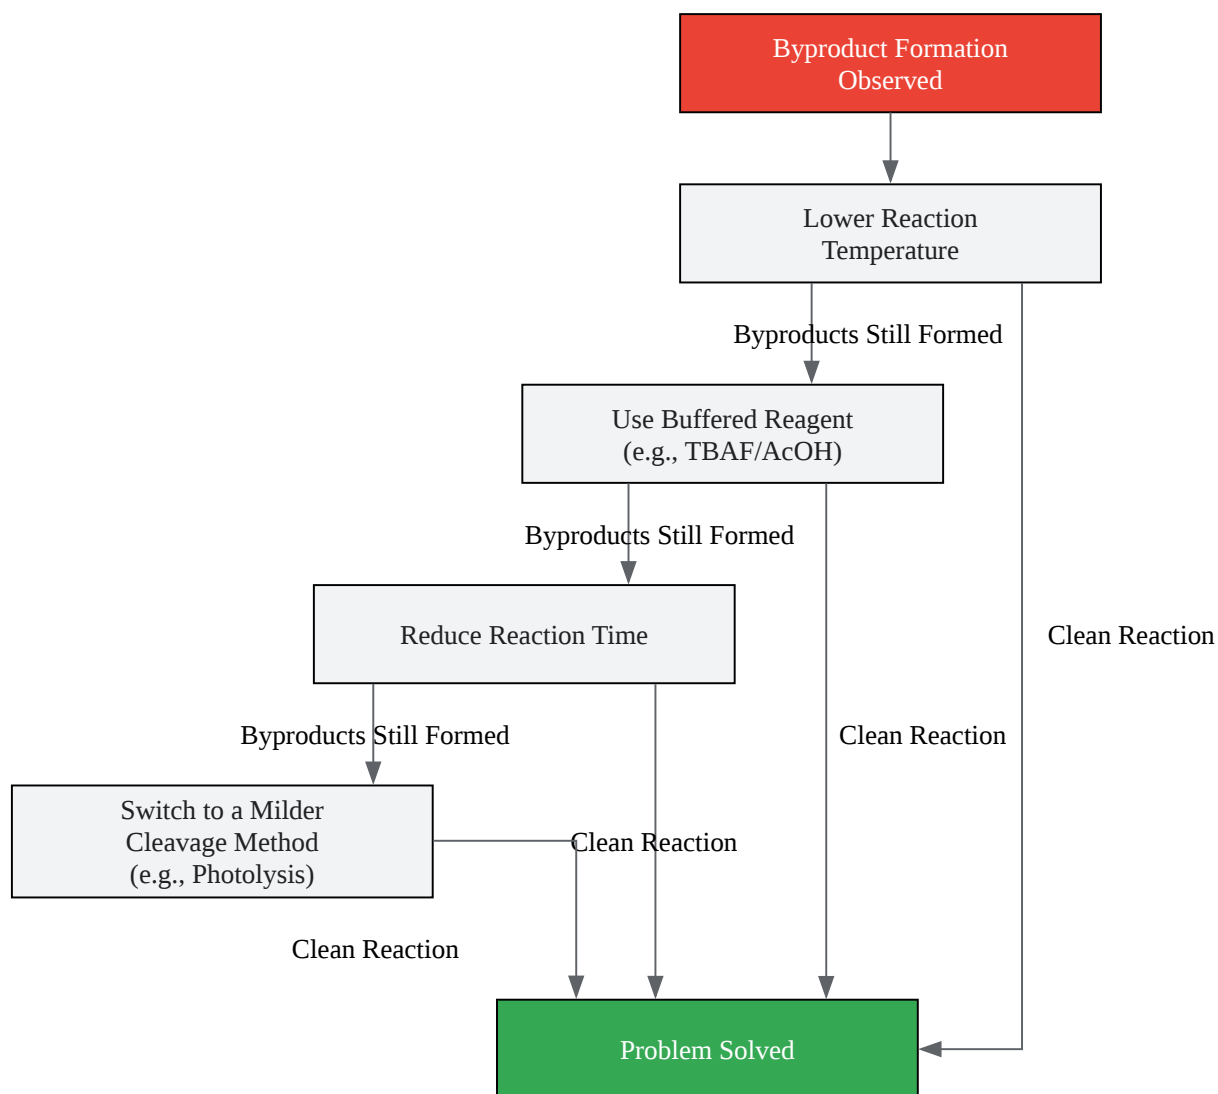 Byproduct Formation
Observed
Lower Reaction
Temperature
Byproducts Still Formed
Use Buffered Reagent
(e.g., TBAF/AcOH)
Byproducts Still Formed
Reduce Reaction Time
Clean Reaction
Byproducts Still Formed
Clean Reaction
Switch to a Milder
Cleavage Method
(e.g., Photolysis)
Clean Reaction
Clean Reaction
Problem Solved